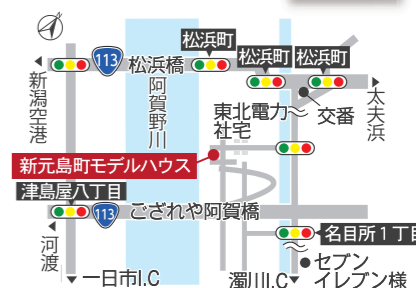 松浜町
113
松浜橋
松浜町
松浜町
新潟空港
阿賀野川
東北電力
社宅
交番
太夫浜
新元島町モデルハウス
津島屋八丁目
113
ござれや阿賀橋
名目所1丁目
河渡
一日市I.C
濁川I.C
セブン
イレブン様